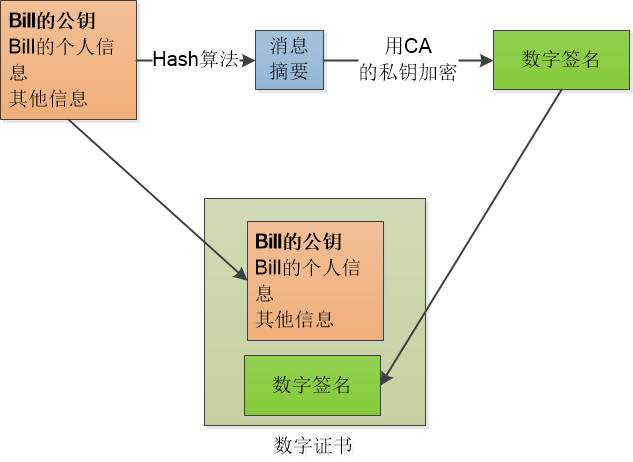 Bill的公钥
Bill的个人信
息
其他信息
Hash算法
消息
摘要
用CA
的私钥加密
数字签名
Bill的公钥
Bill的个人信
息
其他信息
数字签名
数字证书